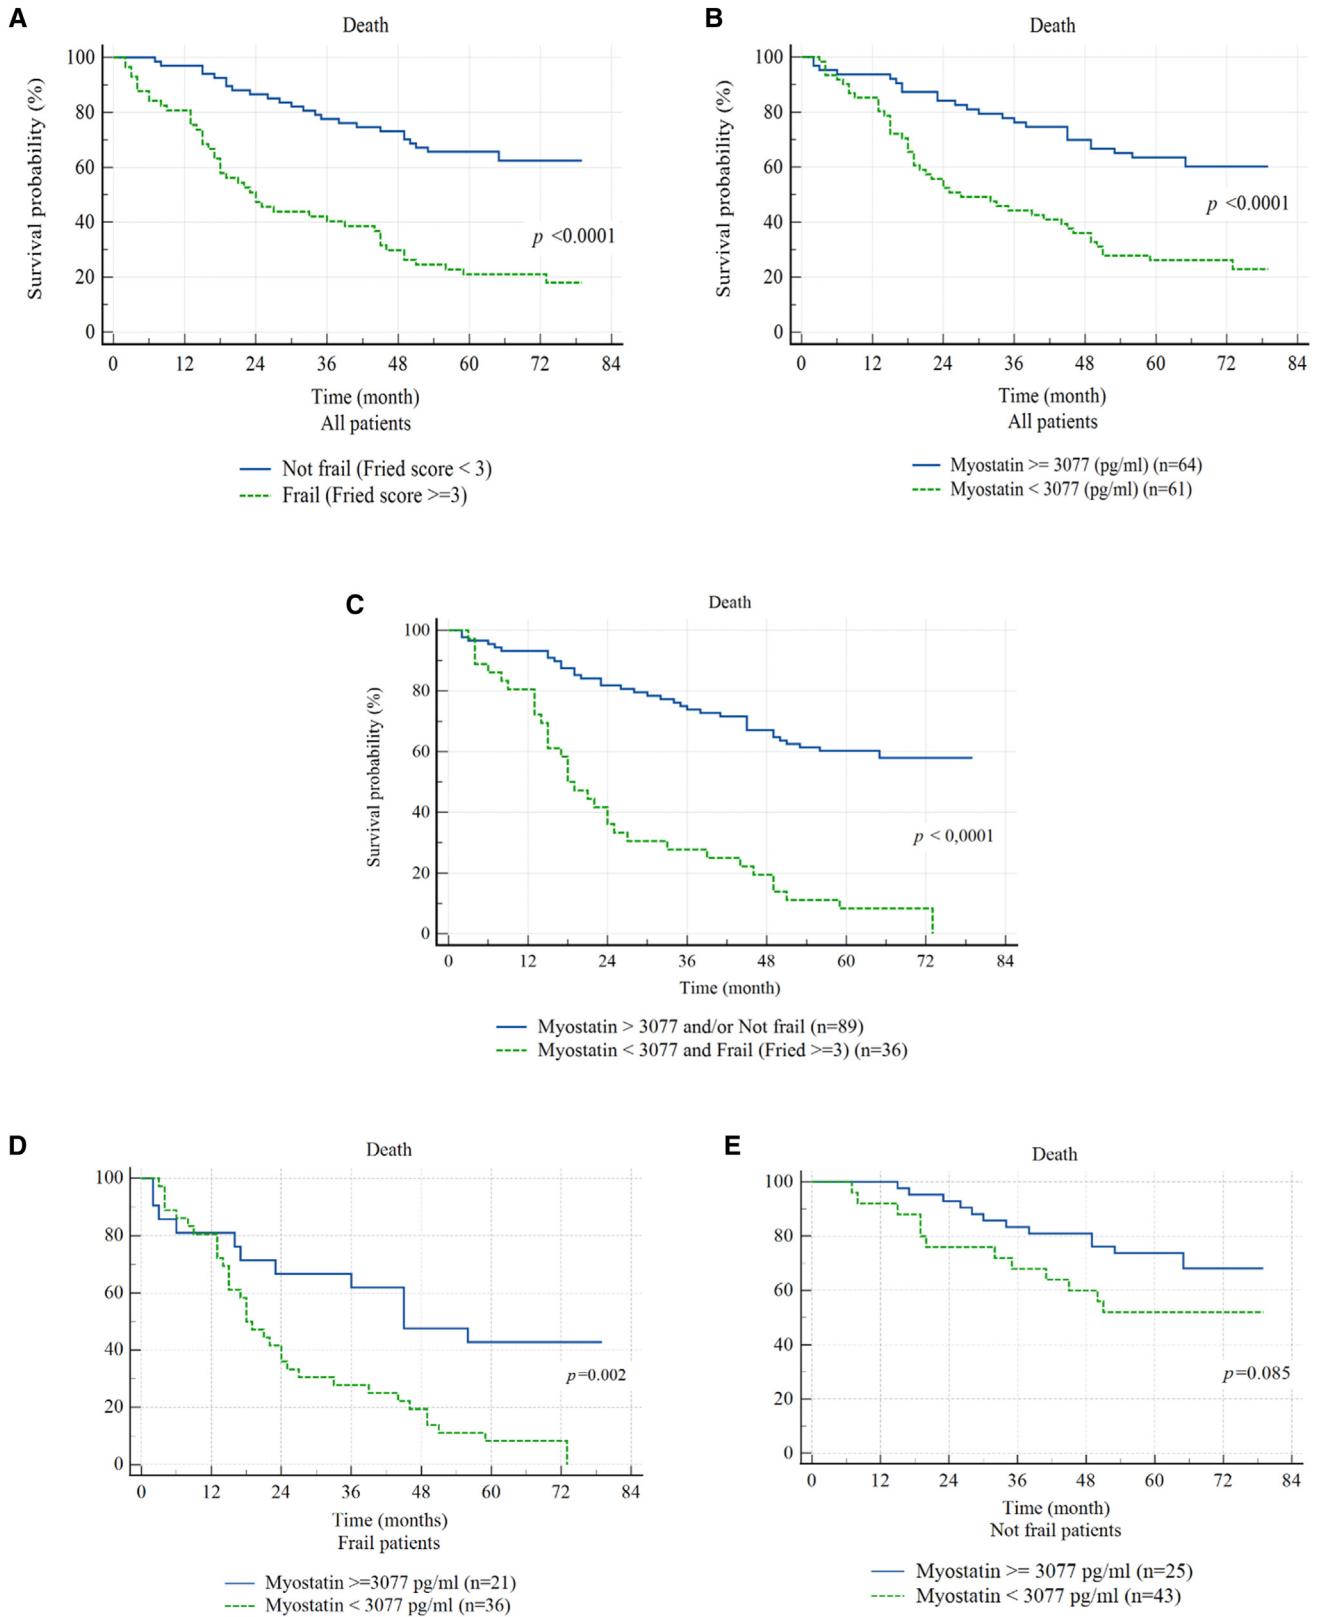 A
Death
Survival probability (%)
100
80
60
40
20
0
p <0.0001
0 12 24 36 48 60 72 84
Time (month)
All patients
Not frail (Fried score < 3)
Frail (Fried score >=3)
B
Death
Survival probability (%)
100
80
60
40
20
0
p <0.0001
0 12 24 36 48 60 72 84
Time (month)
All patients
Myostatin >= 3077 (pg/ml) (n=64)
Myostatin < 3077 (pg/ml) (n=61)
C
Death
Survival probability (%)
100
80
60
40
20
0
p < 0,0001
0 12 24 36 48 60 72 84
Time (month)
Myostatin > 3077 and/or Not frail (n=89)
Myostatin < 3077 and Frail (Fried >=3) (n=36)
D
Death
100
80
60
40
20
0
p=0.002
0 12 24 36 48 60 72 84
Time (months)
Frail patients
Myostatin >=3077 pg/ml (n=21)
Myostatin < 3077 pg/ml (n=36)
E
Death
100
80
60
40
20
0
p=0.085
0 12 24 36 48 60 72 84
Time (month)
Not frail patients
Myostatin >= 3077 pg/ml (n=25)
Myostatin < 3077 pg/ml (n=43)